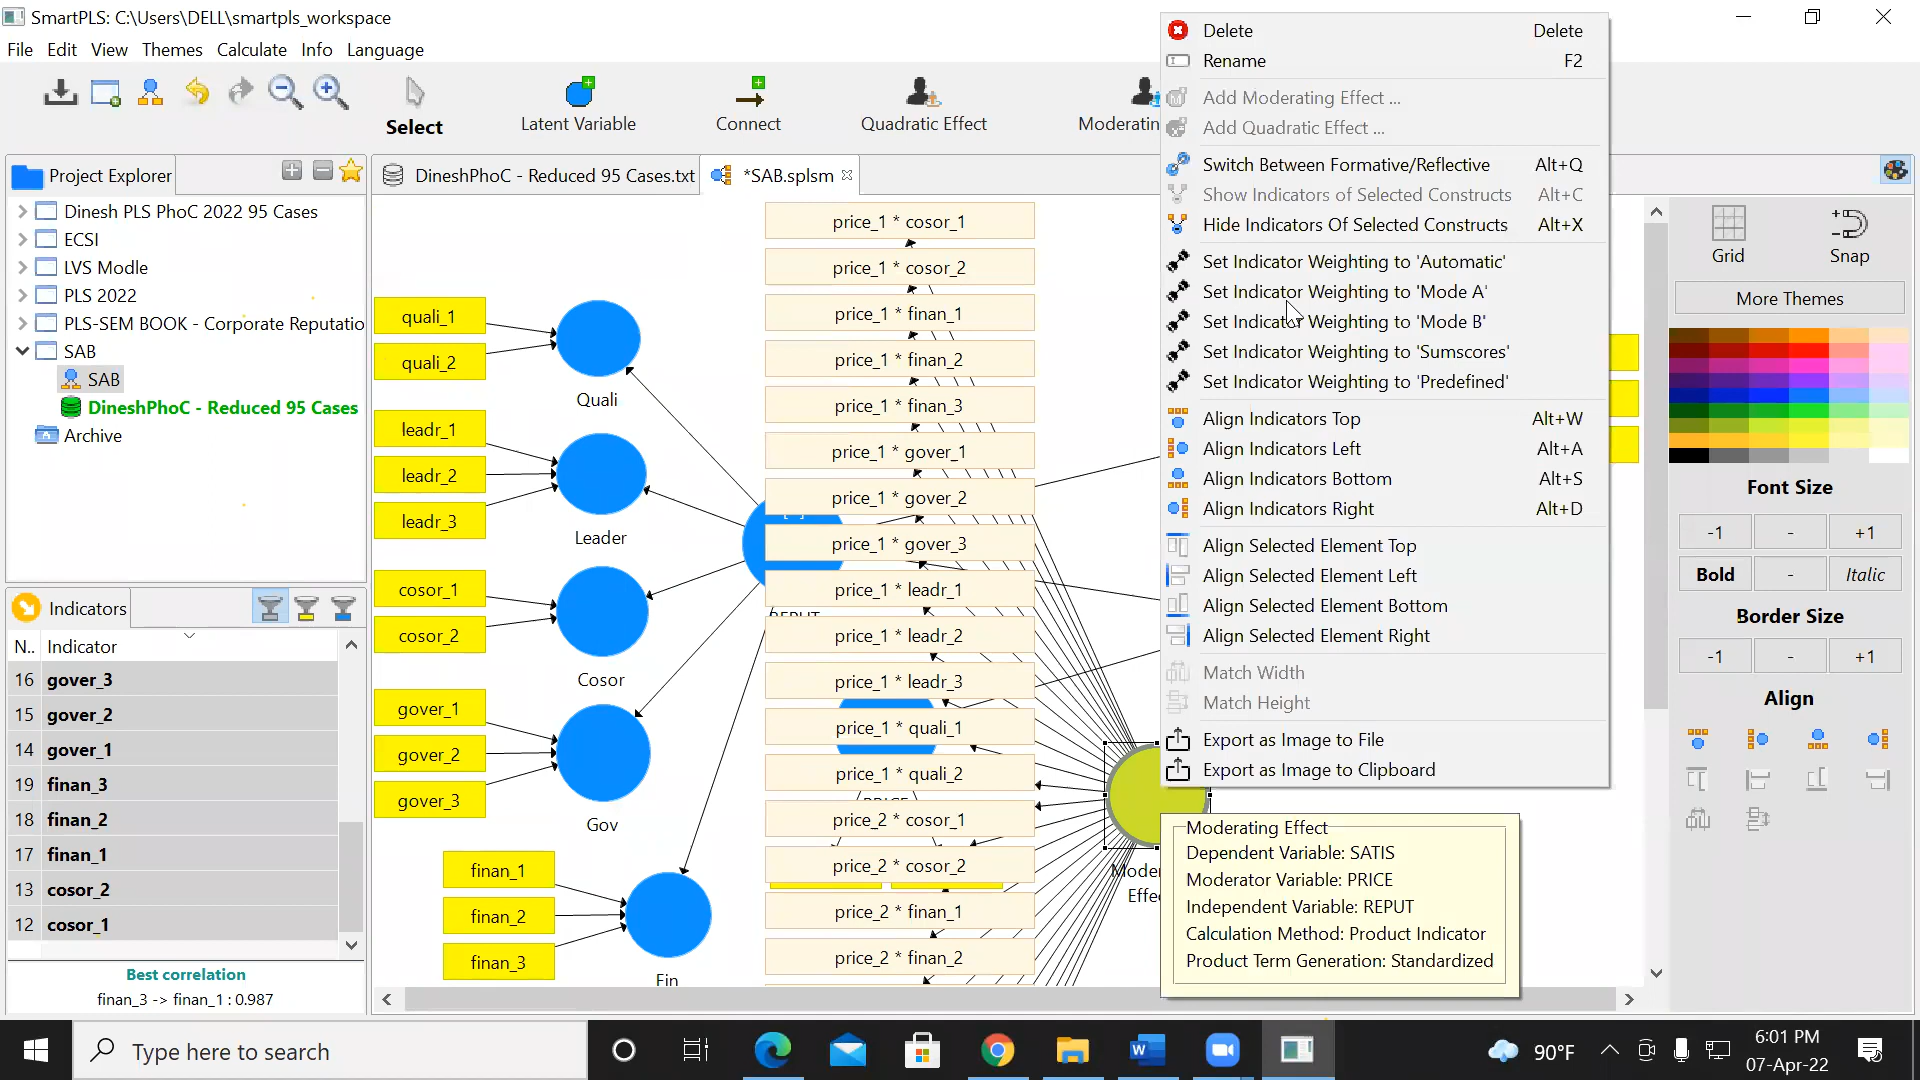 SmartPLS: C:\Users\DELL\smartpls_workspace
File Edit View Themes Calculate Info Language
Select
Latent Variable
Connect
Quadratic Effect
Moderatin
Project Explorer
Dinesh PLS PhoC 2022 95 Cases
ECSI
LVS Modle
PLS 2022
PLS-SEM BOOK - Corporate Reputatio
SAB
SAB
DineshPhoC - Reduced 95 Cases
Archive
Indicators
N.. Indicator
16 gover_3
15 gover_2
14 gover_1
19 finan_3
18 finan_2
17 finan_1
13 cosor_2
12 cosor_1
Best correlation
finan_3 -> finan_1 : 0.987
DineshPhoC - Reduced 95 Cases.txt
*SAB.splsm
quali_1
quali_2
Quali
leadr_1
leadr_2
leadr_3
Leader
cosor_1
cosor_2
Cosor
gover_1
gover_2
gover_3
Gov
finan_1
finan_2
finan_3
Fin
price_1 * cosor_1
price_1 * cosor_2
price_1 * finan_1
price_1 * finan_2
price_1 * finan_3
price_1 * gover_1
price_1 * gover_2
price_1 * gover_3
price_1 * leadr_1
price_1 * leadr_2
price_1 * leadr_3
price_1 * quali_1
price_1 * quali_2
price_2 * cosor_1
price_2 * cosor_2
price_2 * finan_1
price_2 * finan_2
Moder
Effe
Delete Delete
Rename F2
Add Moderating Effect ...
Add Quadratic Effect ...
Switch Between Formative/Reflective Alt+Q
Show Indicators of Selected Constructs Alt+C
Hide Indicators Of Selected Constructs Alt+X
Set Indicator Weighting to 'Automatic'
Set Indicator Weighting to 'Mode A'
Set Indicator Weighting to 'Mode B'
Set Indicator Weighting to 'Sumscores'
Set Indicator Weighting to 'Predefined'
Align Indicators Top Alt+W
Align Indicators Left Alt+A
Align Indicators Bottom Alt+S
Align Indicators Right Alt+D
Align Selected Element Top
Align Selected Element Left
Align Selected Element Bottom
Align Selected Element Right
Match Width
Match Height
Export as Image to File
Export as Image to Clipboard
Moderating Effect
Dependent Variable: SATIS
Moderator Variable: PRICE
Independent Variable: REPUT
Calculation Method: Product Indicator
Product Term Generation: Standardized
Grid
Snap
More Themes
Font Size
-1 - +1
Bold - Italic
Border Size
-1 - +1
Align
Type here to search
90°F
6:01 PM
07-Apr-22